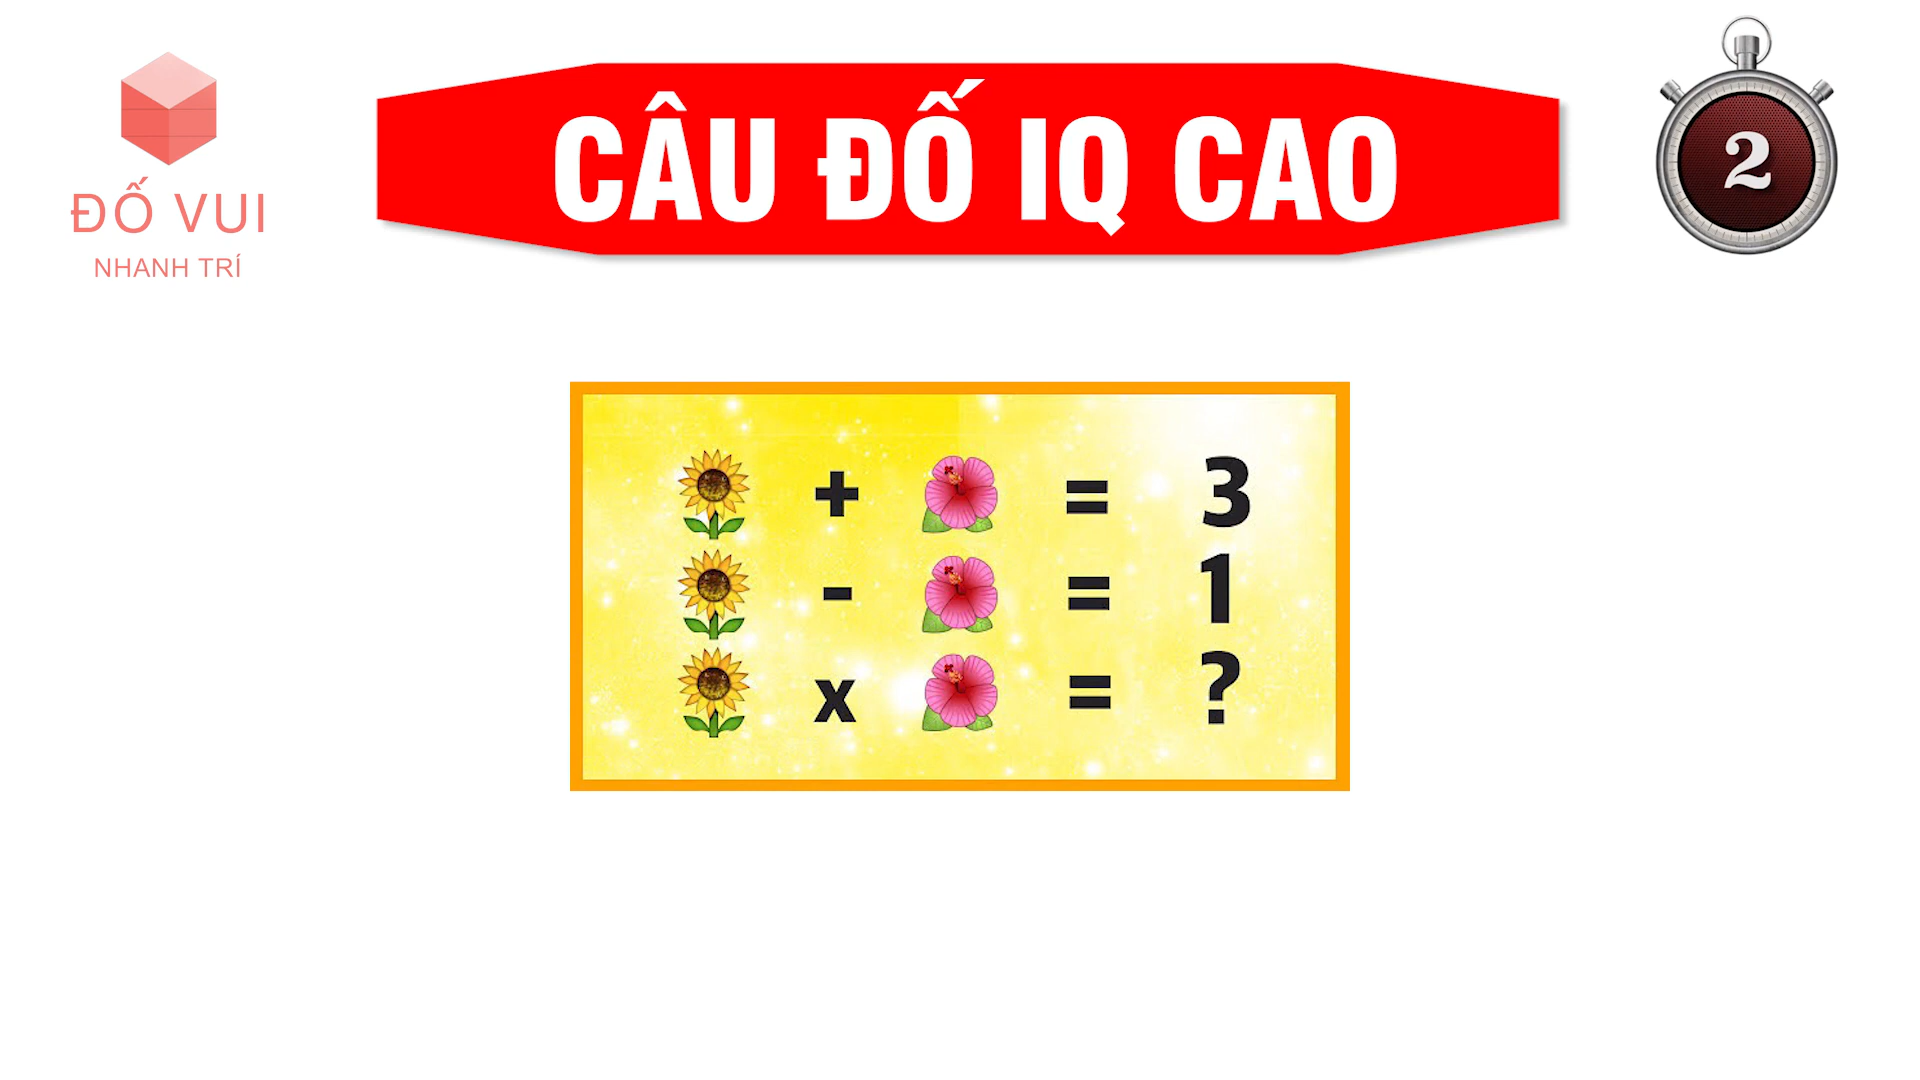 ĐỐ VUI
NHANH TRÍ
CÂU ĐỐ IQ CAO
2
+ = 3
- = 1
x = ?